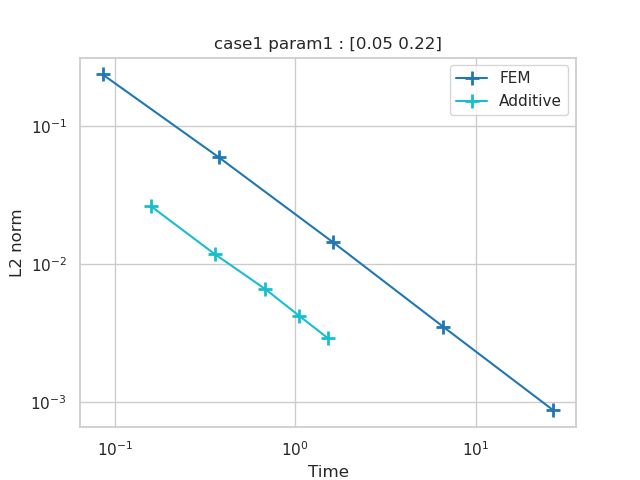 case1 param1 : [0.05 0.22]
FEM
Additive
L2 norm
10⁻¹
10⁻²
10⁻³
10⁻¹ 10⁰ 10¹
Time